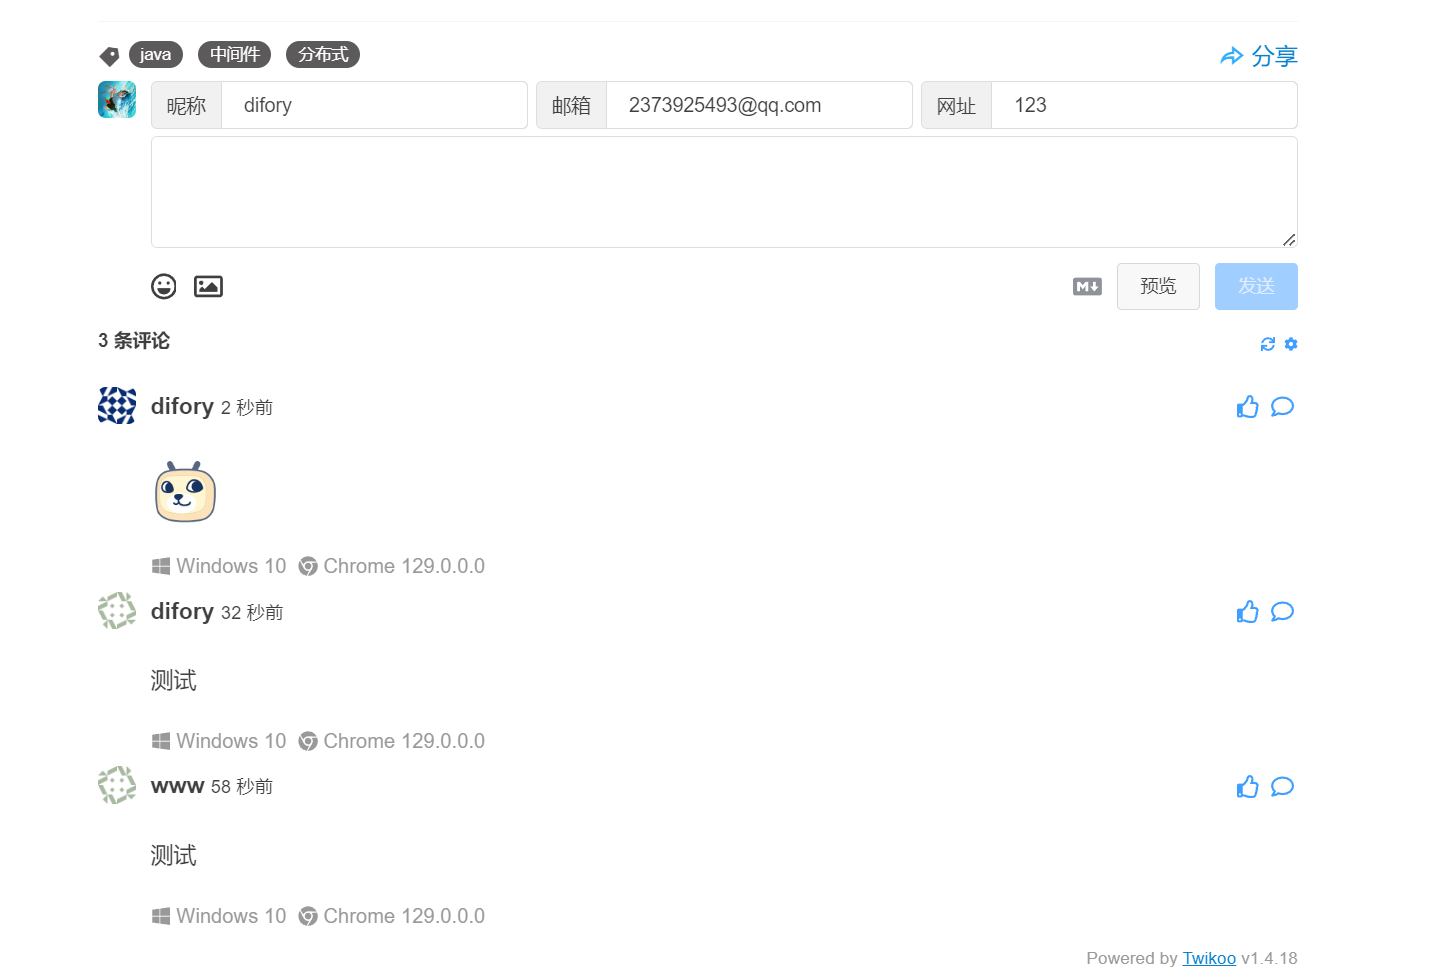 java 中间件 分布式 分享
昵称 difory 邮箱 2373925493@qq.com 网址 123
M 预览 发送
3 条评论
difory 2 秒前
Windows 10 Chrome 129.0.0.0
difory 32 秒前
测试
Windows 10 Chrome 129.0.0.0
www 58 秒前
测试
Windows 10 Chrome 129.0.0.0
Powered by Twikoo v1.4.18